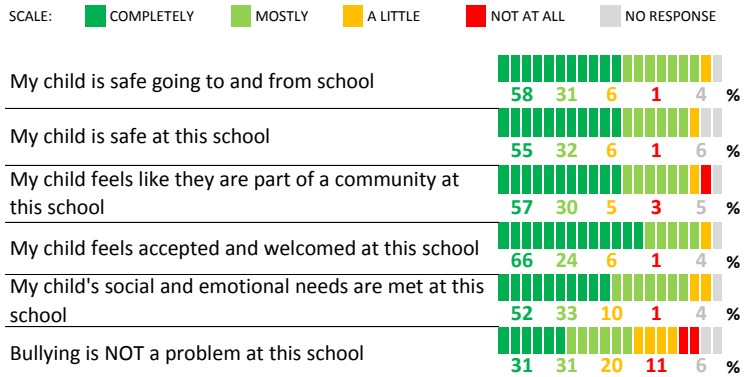 SCALE: COMPLETELY MOSTLY A LITTLE NOT AT ALL NO RESPONSE
My child is safe going to and from school
58 31 6 1 4 %
My child is safe at this school
55 32 6 1 6 %
My child feels like they are part of a community at
this school
57 30 5 3 5 %
My child feels accepted and welcomed at this school
66 24 6 1 4 %
My child's social and emotional needs are met at this
school
52 33 10 1 4 %
Bullying is NOT a problem at this school
31 31 20 11 6 %